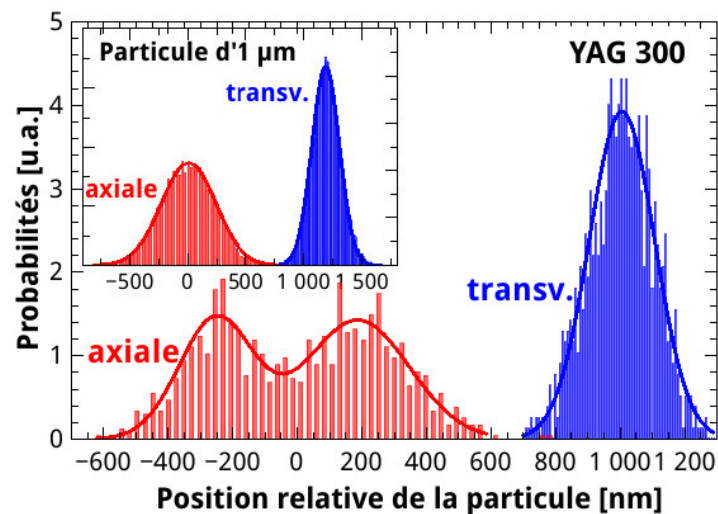 Particule d'1 µm
transv.
axiale
−500 0 500 1 000 1 500
YAG 300
transv.
axiale
5
4
3
2
1
0
Probabilités [u.a.]
−600 −400 −200 0 200 400 600 800 1 000 1 200
Position relative de la particule [nm]